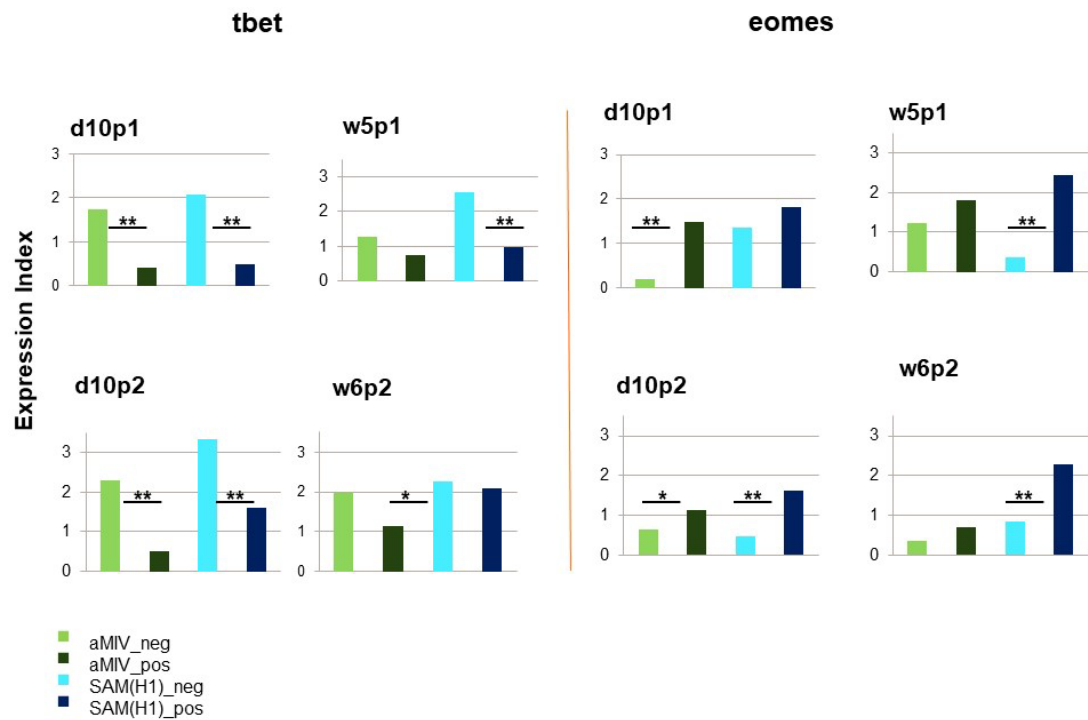 tbet
eomes
Expression Index
d10p1
3
2
1
0
**
**
w5p1
3
2
1
0
**
d10p1
3
2
1
0
**
w5p1
3
2
1
0
**
d10p2
3
2
1
0
**
**
w6p2
3
2
1
0
*
d10p2
3
2
1
0
*
**
w6p2
3
2
1
0
**
aMIV_neg
aMIV_pos
SAM(H1)_neg
SAM(H1)_pos